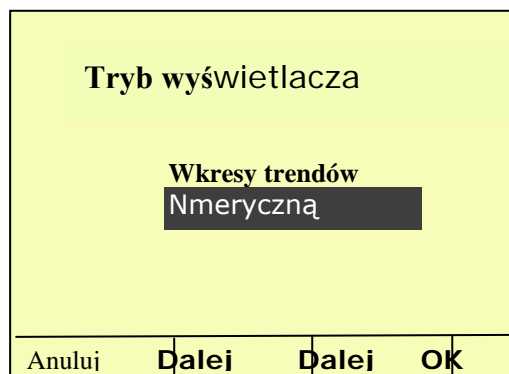 Tryb wyświetlacza
Wkresy trendów
Nmeryczną
Anuluj Dalej Dalej OK